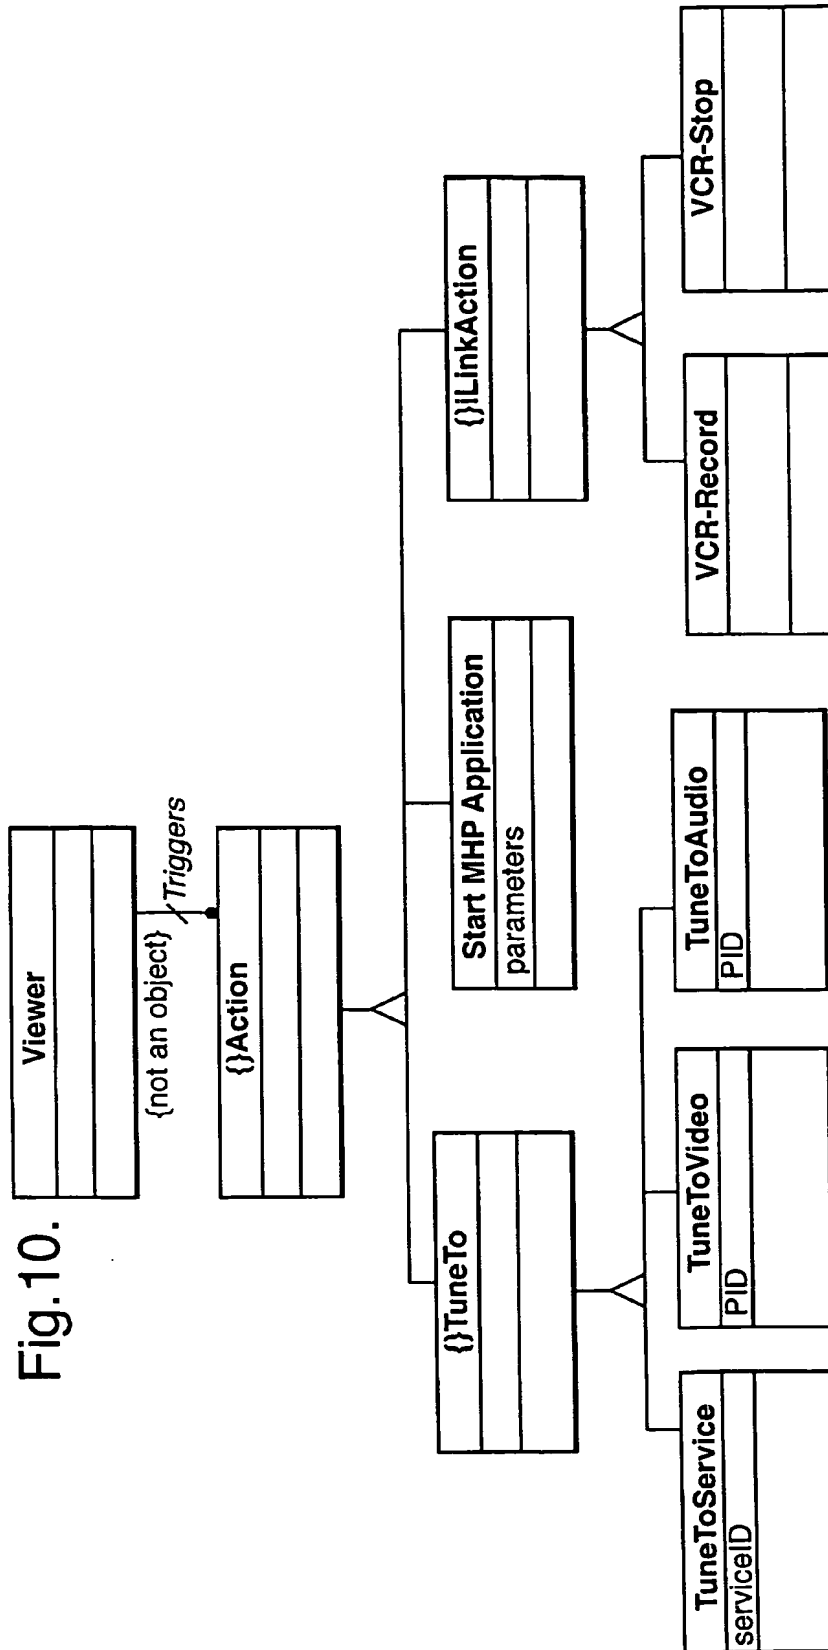 Fig.10.
Viewer
{not an object}
Triggers
{}Action
{}TuneTo
Start MHP Application
parameters
{}iLinkAction
TuneToService
serviceID
TuneToVideo
PID
TuneToAudio
PID
VCR-Record
VCR-Stop